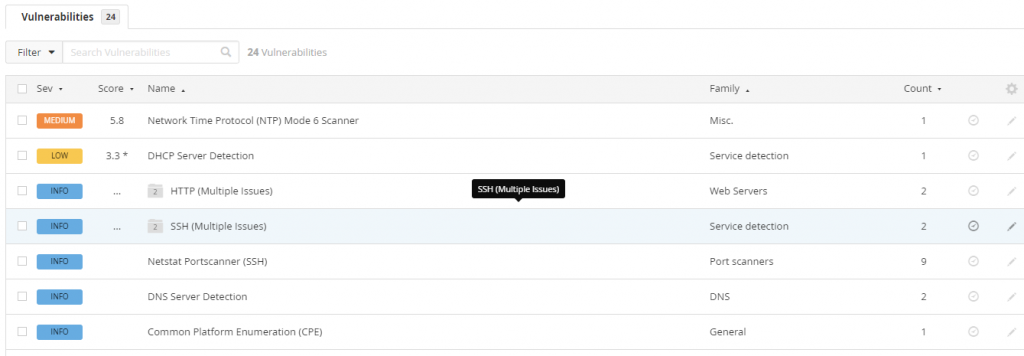 Vulnerabilities 24
Filter Search Vulnerabilities 24 Vulnerabilities
Sev Score Name Family Count
MEDIUM 5.8 Network Time Protocol (NTP) Mode 6 Scanner Misc. 1
LOW 3.3 * DHCP Server Detection Service detection 1
INFO ... 2 HTTP (Multiple Issues) Web Servers 2
SSH (Multiple Issues)
INFO ... 2 SSH (Multiple Issues) Service detection 2
INFO Netstat Portscanner (SSH) Port scanners 9
INFO DNS Server Detection DNS 2
INFO Common Platform Enumeration (CPE) General 1